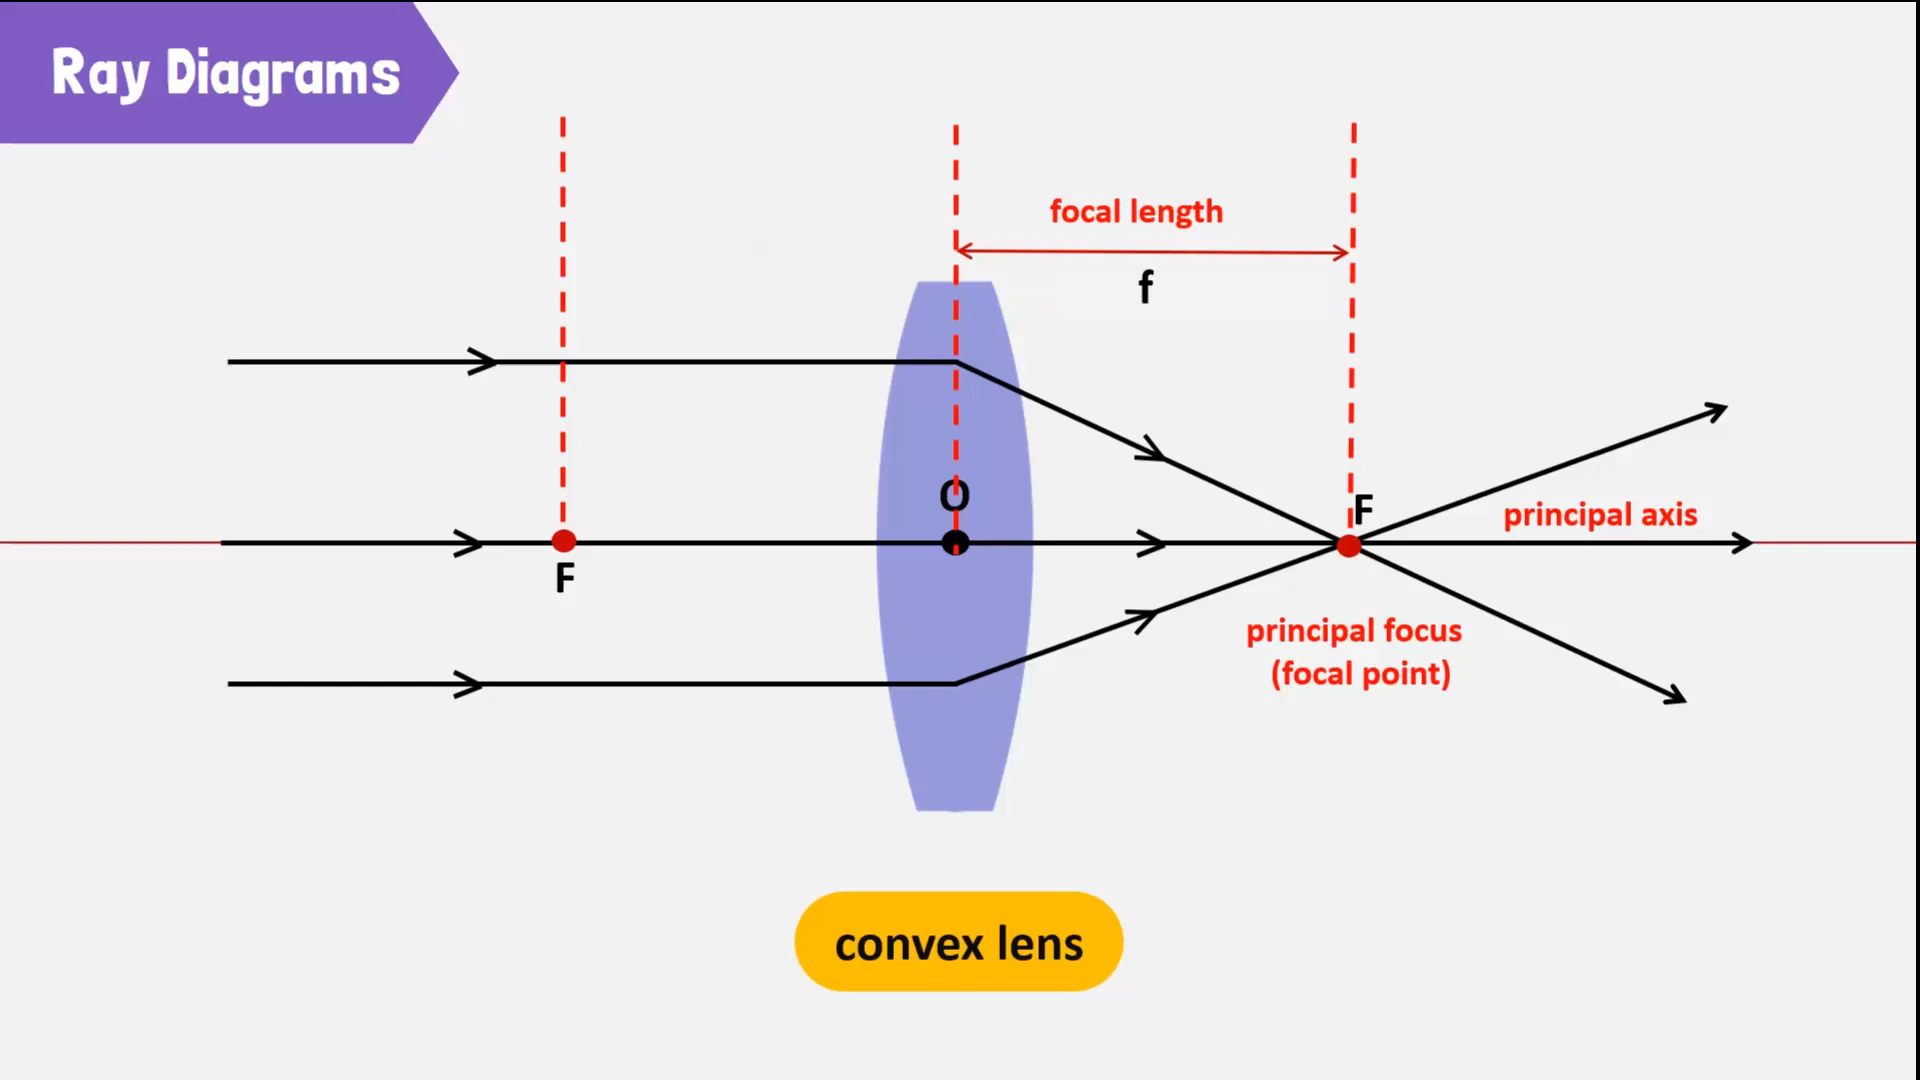 Ray Diagrams
focal length
f
O
F
principal axis
F
principal focus
(focal point)
convex lens